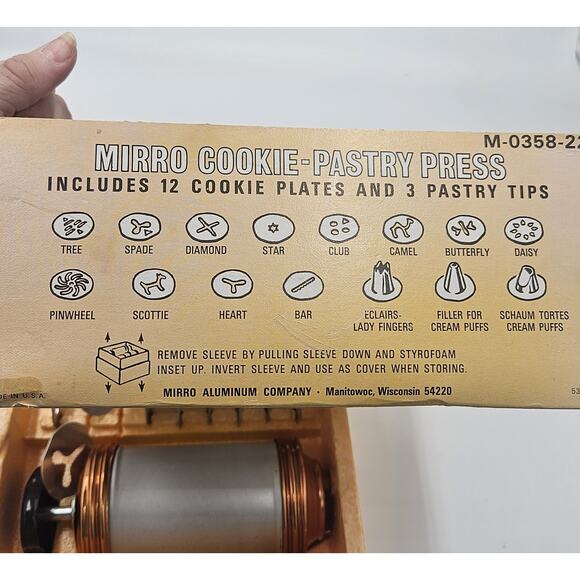 M-0358-22
MIRRO COOKIE-PASTRY PRESS
INCLUDES 12 COOKIE PLATES AND 3 PASTRY TIPS
TREE SPADE DIAMOND STAR CLUB CAMEL BUTTERFLY DAISY
PINWHEEL SCOTTIE HEART BAR ECLAIRS- FILLER FOR SCHAUM TORTES
LADY FINGERS CREAM PUFFS CREAM PUFFS
REMOVE SLEEVE BY PULLING SLEEVE DOWN AND STYROFOAM
INSET UP. INVERT SLEEVE AND USE AS COVER WHEN STORING.
DE IN U.S.A. MIRRO ALUMINUM COMPANY · Manitowoc, Wisconsin 54220 53